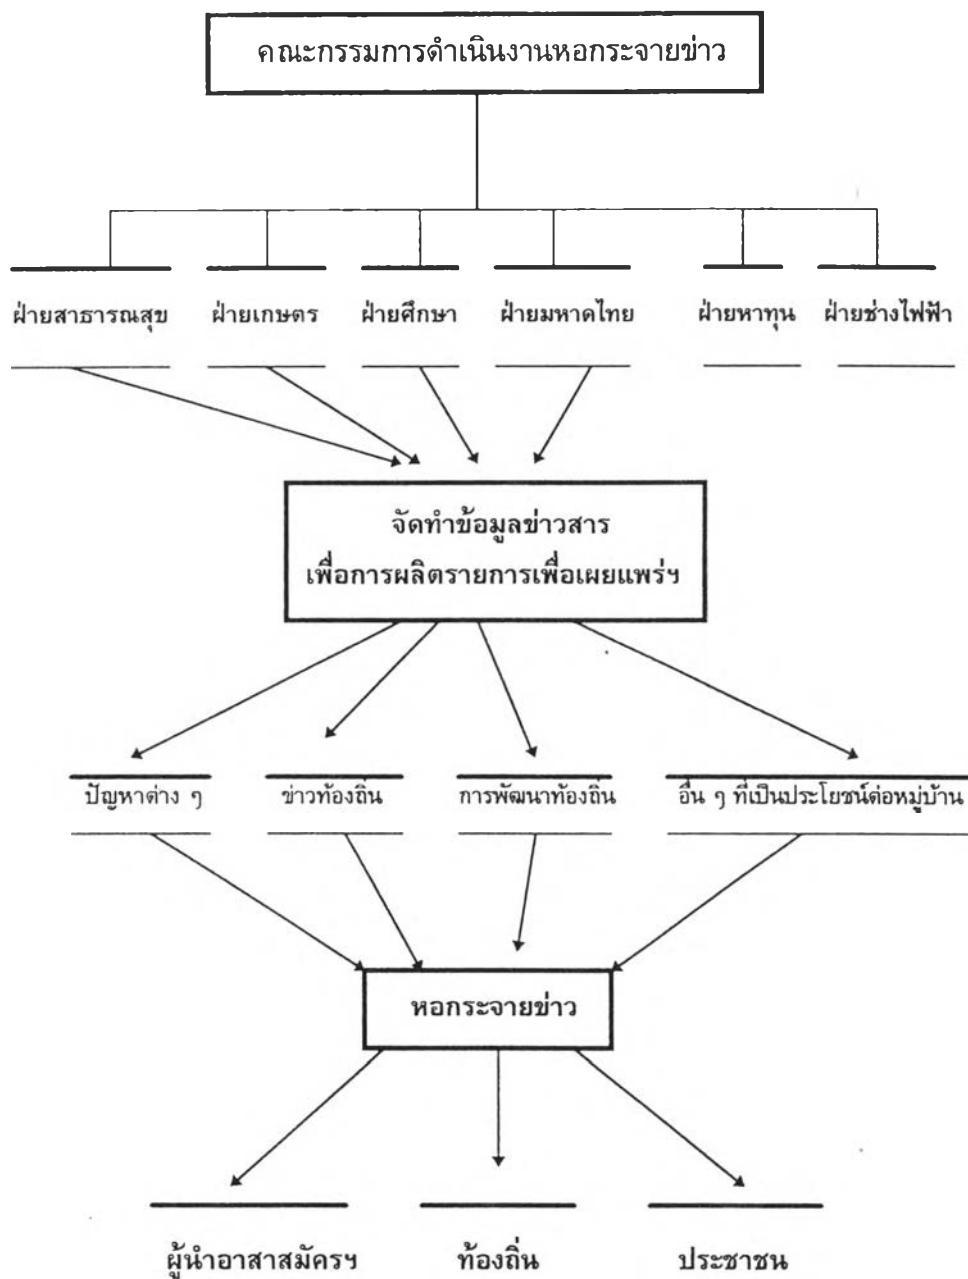 คณะกรรมการดำเนินงานหอกระจายข่าว
ฝ่ายสาธารณสุข ฝ่ายเกษตร ฝ่ายศึกษา ฝ่ายมหาดไทย ฝ่ายหาทุน ฝ่ายช่างไฟฟ้า
จัดทำข้อมูลข่าวสาร
เพื่อการผลิตรายการเพื่อเผยแพร่ฯ
ปัญหาต่าง ๆ ข่าวท้องถิ่น การพัฒนาท้องถิ่น อื่น ๆ ที่เป็นประโยชน์ต่อหมู่บ้าน
หอกระจายข่าว
ผู้นำอาสาสมัครฯ ท้องถิ่น ประชาชน